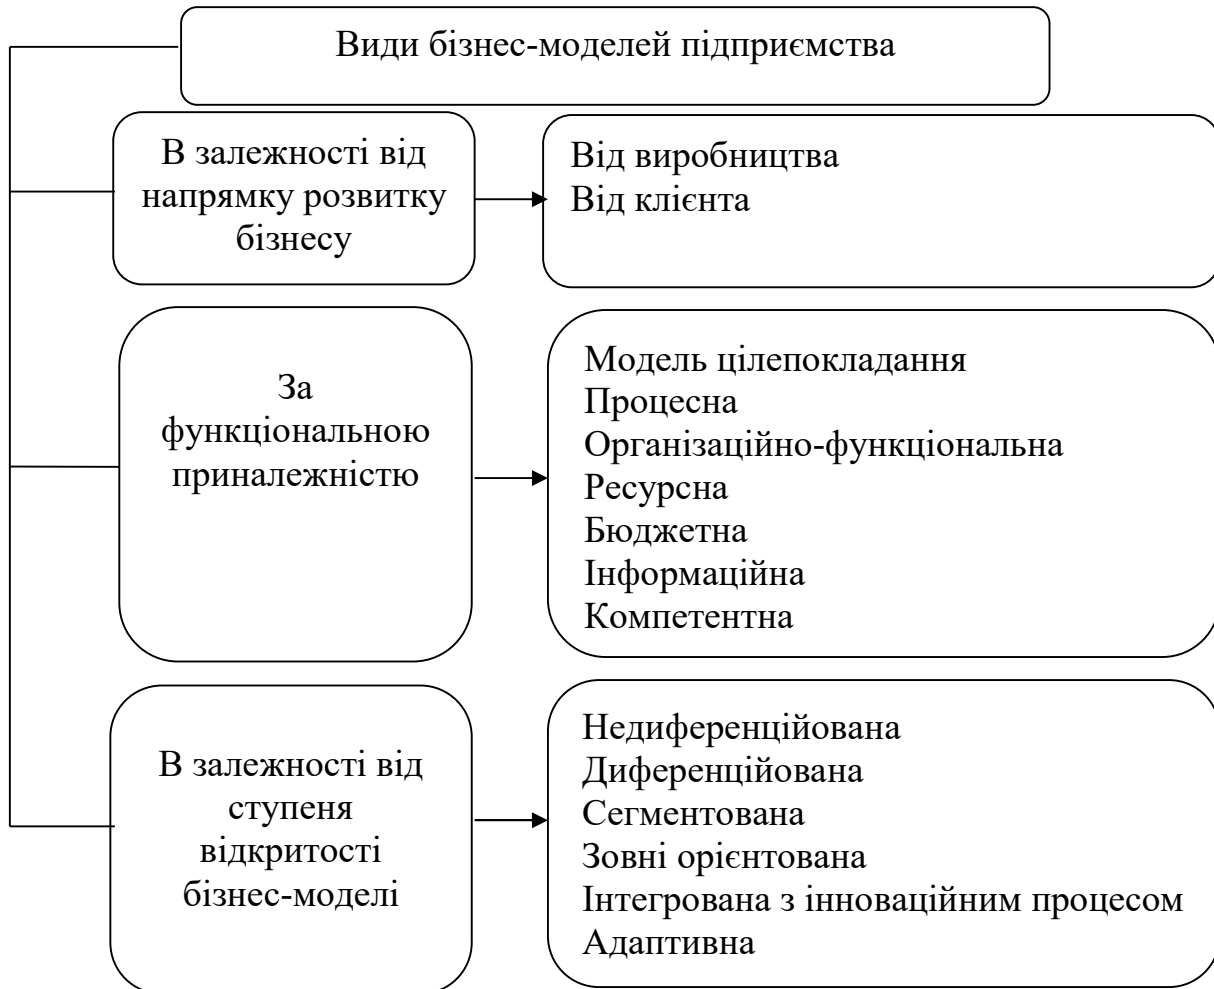 Види бізнес-моделей підприємства
В залежності від
напрямку розвитку
бізнесу
Від виробництва
Від клієнта
За
функціональною
приналежністю
Модель цілепокладання
Процесна
Організаційно-функціональна
Ресурсна
Бюджетна
Інформаційна
Компетентна
В залежності від
ступеня
відкритості
бізнес-моделі
Недиференційована
Диференційована
Сегментована
Зовні орієнтована
Інтегрована з інноваційним процесом
Адаптивна